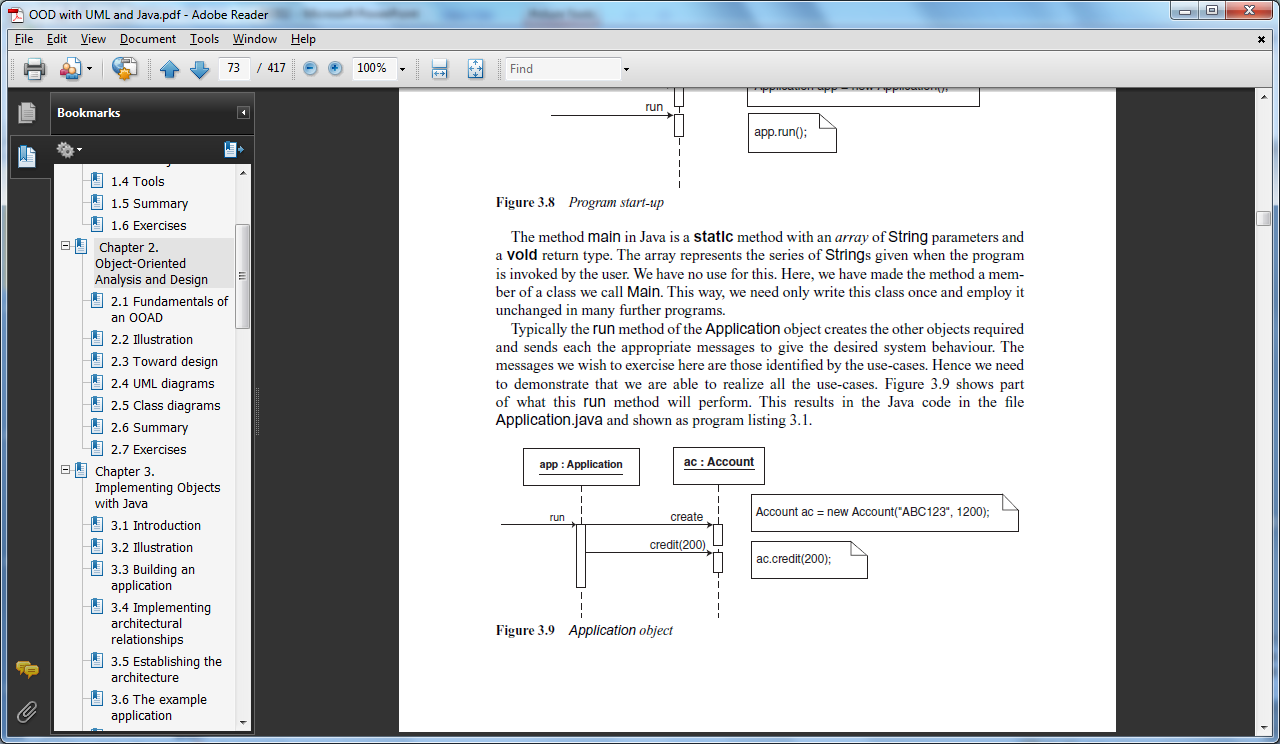 OOD with UML and Java.pdf - Adobe Reader
File Edit View Document Tools Window Help
73 / 417 100% Find
Bookmarks
1.4 Tools
1.5 Summary
1.6 Exercises
Chapter 2.
Object-Oriented
Analysis and Design
2.1 Fundamentals of
an OOAD
2.2 Illustration
2.3 Toward design
2.4 UML diagrams
2.5 Class diagrams
2.6 Summary
2.7 Exercises
Chapter 3.
Implementing Objects
with Java
3.1 Introduction
3.2 Illustration
3.3 Building an
application
3.4 Implementing
architectural
relationships
3.5 Establishing the
architecture
3.6 The example
application
Application app = new Application();
run
app.run();
Figure 3.8 Program start-up
The method main in Java is a static method with an array of String parameters and
a void return type. The array represents the series of Strings given when the program
is invoked by the user. We have no use for this. Here, we have made the method a mem-
ber of a class we call Main. This way, we need only write this class once and employ it
unchanged in many further programs.
Typically the run method of the Application object creates the other objects required
and sends each the appropriate messages to give the desired system behaviour. The
messages we wish to exercise here are those identified by the use-cases. Hence we need
to demonstrate that we are able to realize all the use-cases. Figure 3.9 shows part
of what this run method will perform. This results in the Java code in the file
Application.java and shown as program listing 3.1.
app : Application
ac : Account
run
create
Account ac = new Account("ABC123", 1200);
credit(200)
ac.credit(200);
Figure 3.9 Application object